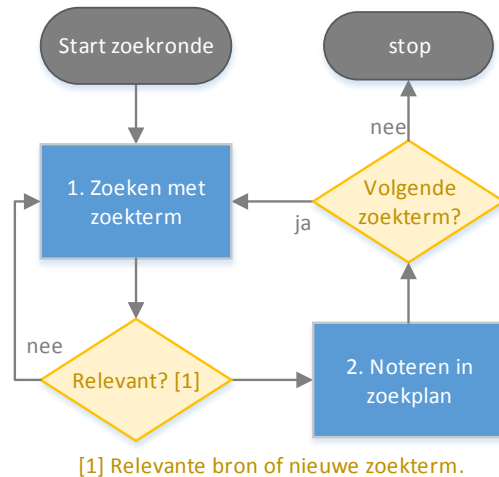 Start zoekronde
stop
nee
1. Zoeken met
zoekterm
Volgende
zoekterm?
ja
nee
Relevant? [1]
2. Noteren in
zoekplan
[1] Relevante bron of nieuwe zoekterm.